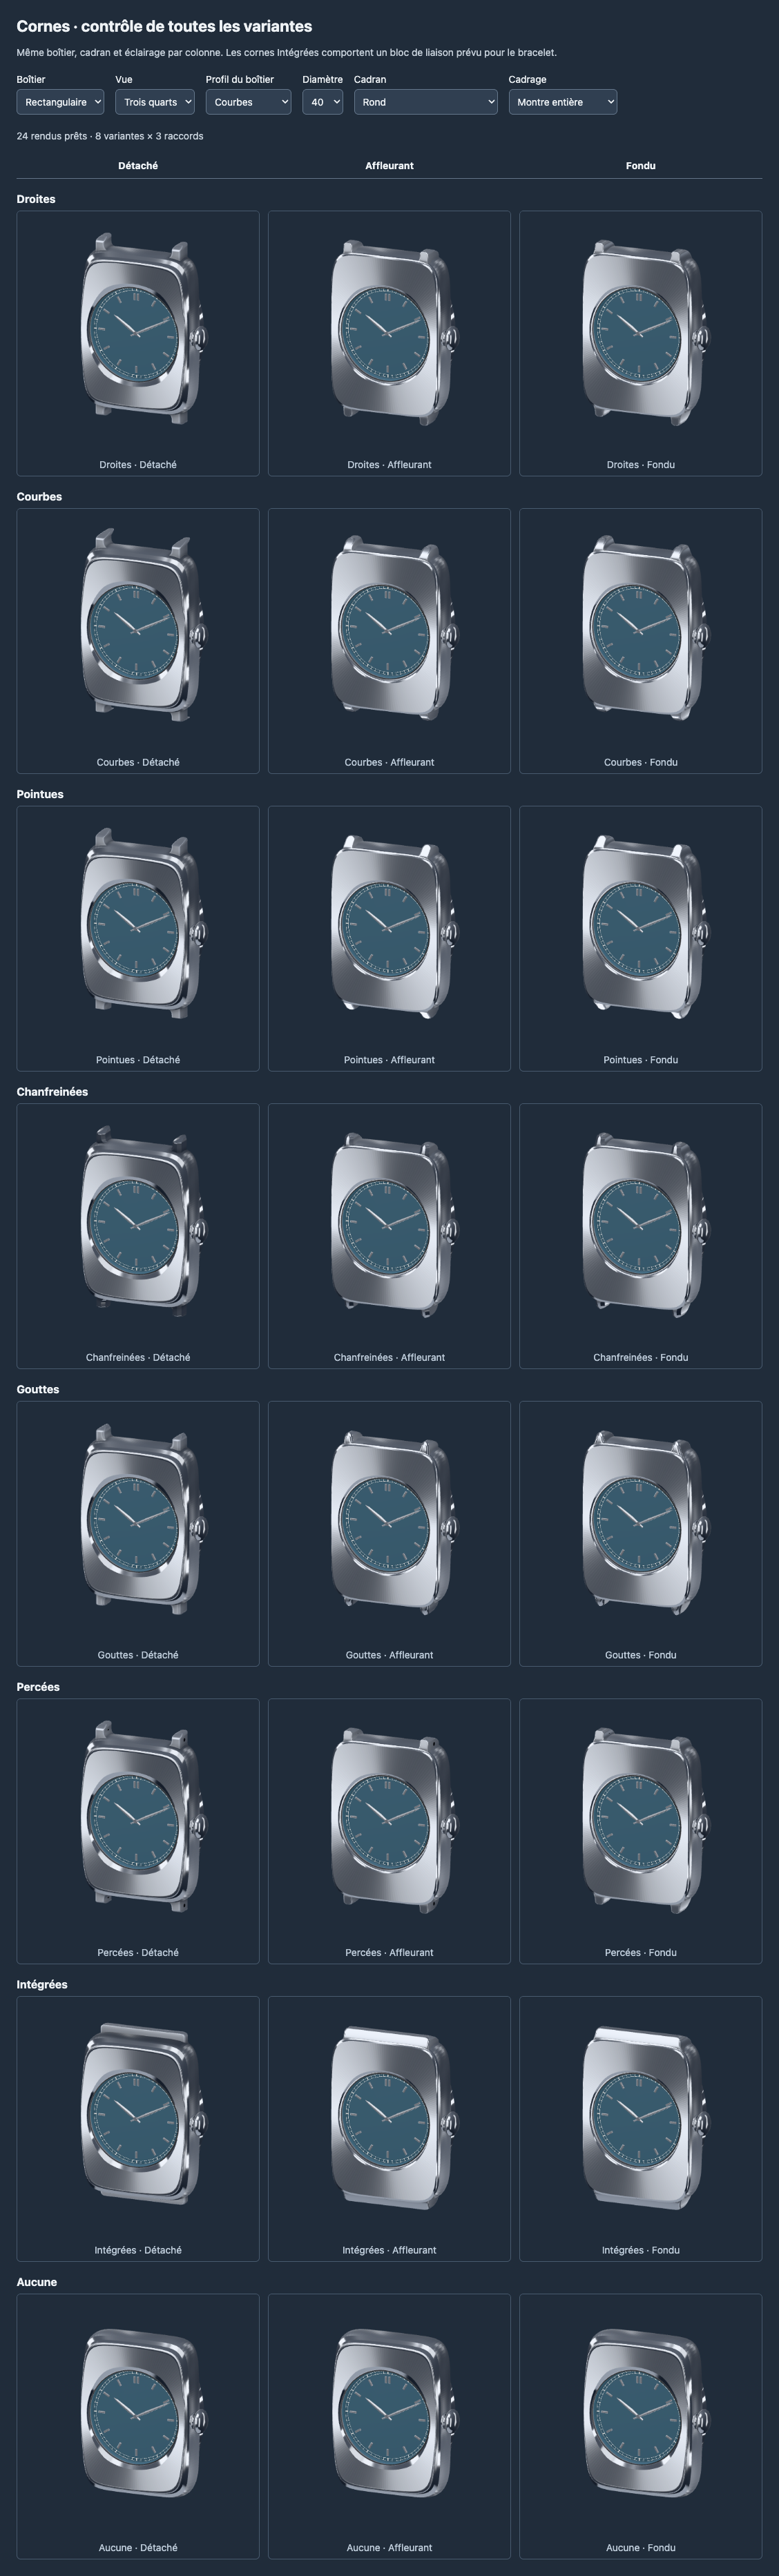 Cornes · contrôle de toutes les variantes
Même boîtier, cadran et éclairage par colonne. Les cornes Intégrées comportent un bloc de liaison prévu pour le bracelet.
Boîtier Vue Profil du boîtier Diamètre Cadran Cadrage
Rectangulaire Trois quarts Courbes 40 Rond Montre entière
24 rendus prêts · 8 variantes × 3 raccords
Détaché Affleurant Fondu
Droites
Droites · Détaché Droites · Affleurant Droites · Fondu
Courbes
Courbes · Détaché Courbes · Affleurant Courbes · Fondu
Pointues
Pointues · Détaché Pointues · Affleurant Pointues · Fondu
Chanfreinées
Chanfreinées · Détaché Chanfreinées · Affleurant Chanfreinées · Fondu
Gouttes
Gouttes · Détaché Gouttes · Affleurant Gouttes · Fondu
Percées
Percées · Détaché Percées · Affleurant Percées · Fondu
Intégrées
Intégrées · Détaché Intégrées · Affleurant Intégrées · Fondu
Aucune
Aucune · Détaché Aucune · Affleurant Aucune · Fondu